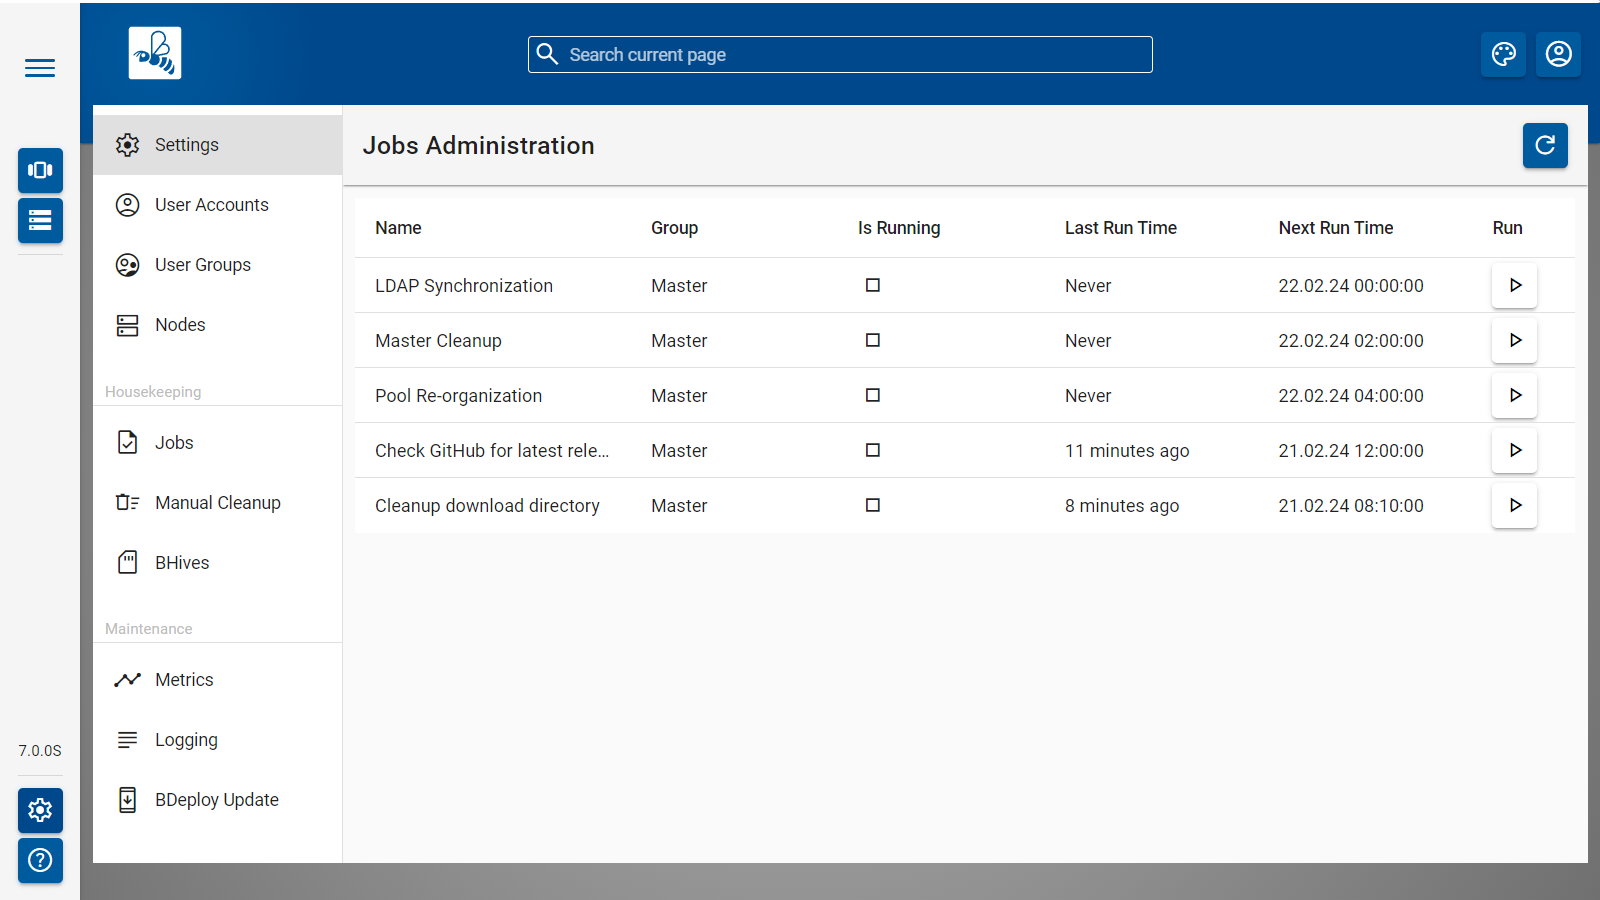 Search current page
Settings
User Accounts
User Groups
Nodes
Housekeeping
Jobs
Manual Cleanup
BHives
Maintenance
Metrics
Logging
BDeploy Update
7.0.0S
Jobs Administration
Name Group Is Running Last Run Time Next Run Time Run
LDAP Synchronization Master Never 22.02.24 00:00:00
Master Cleanup Master Never 22.02.24 02:00:00
Pool Re-organization Master Never 22.02.24 04:00:00
Check GitHub for latest rele... Master 11 minutes ago 21.02.24 12:00:00
Cleanup download directory Master 8 minutes ago 21.02.24 08:10:00